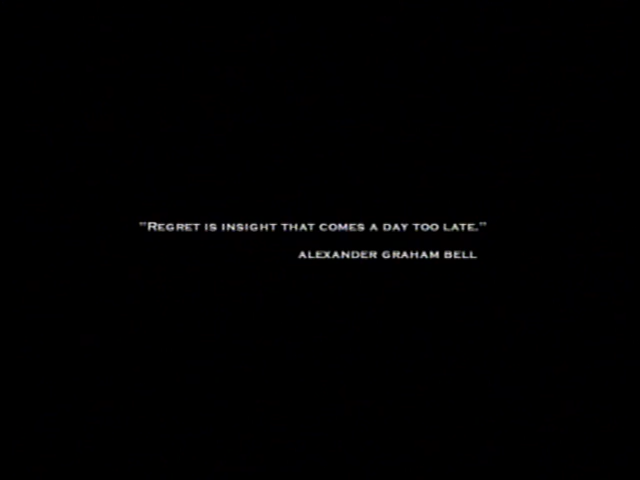 "REGRET IS INSIGHT THAT COMES A DAY TOO LATE."
ALEXANDER GRAHAM BELL